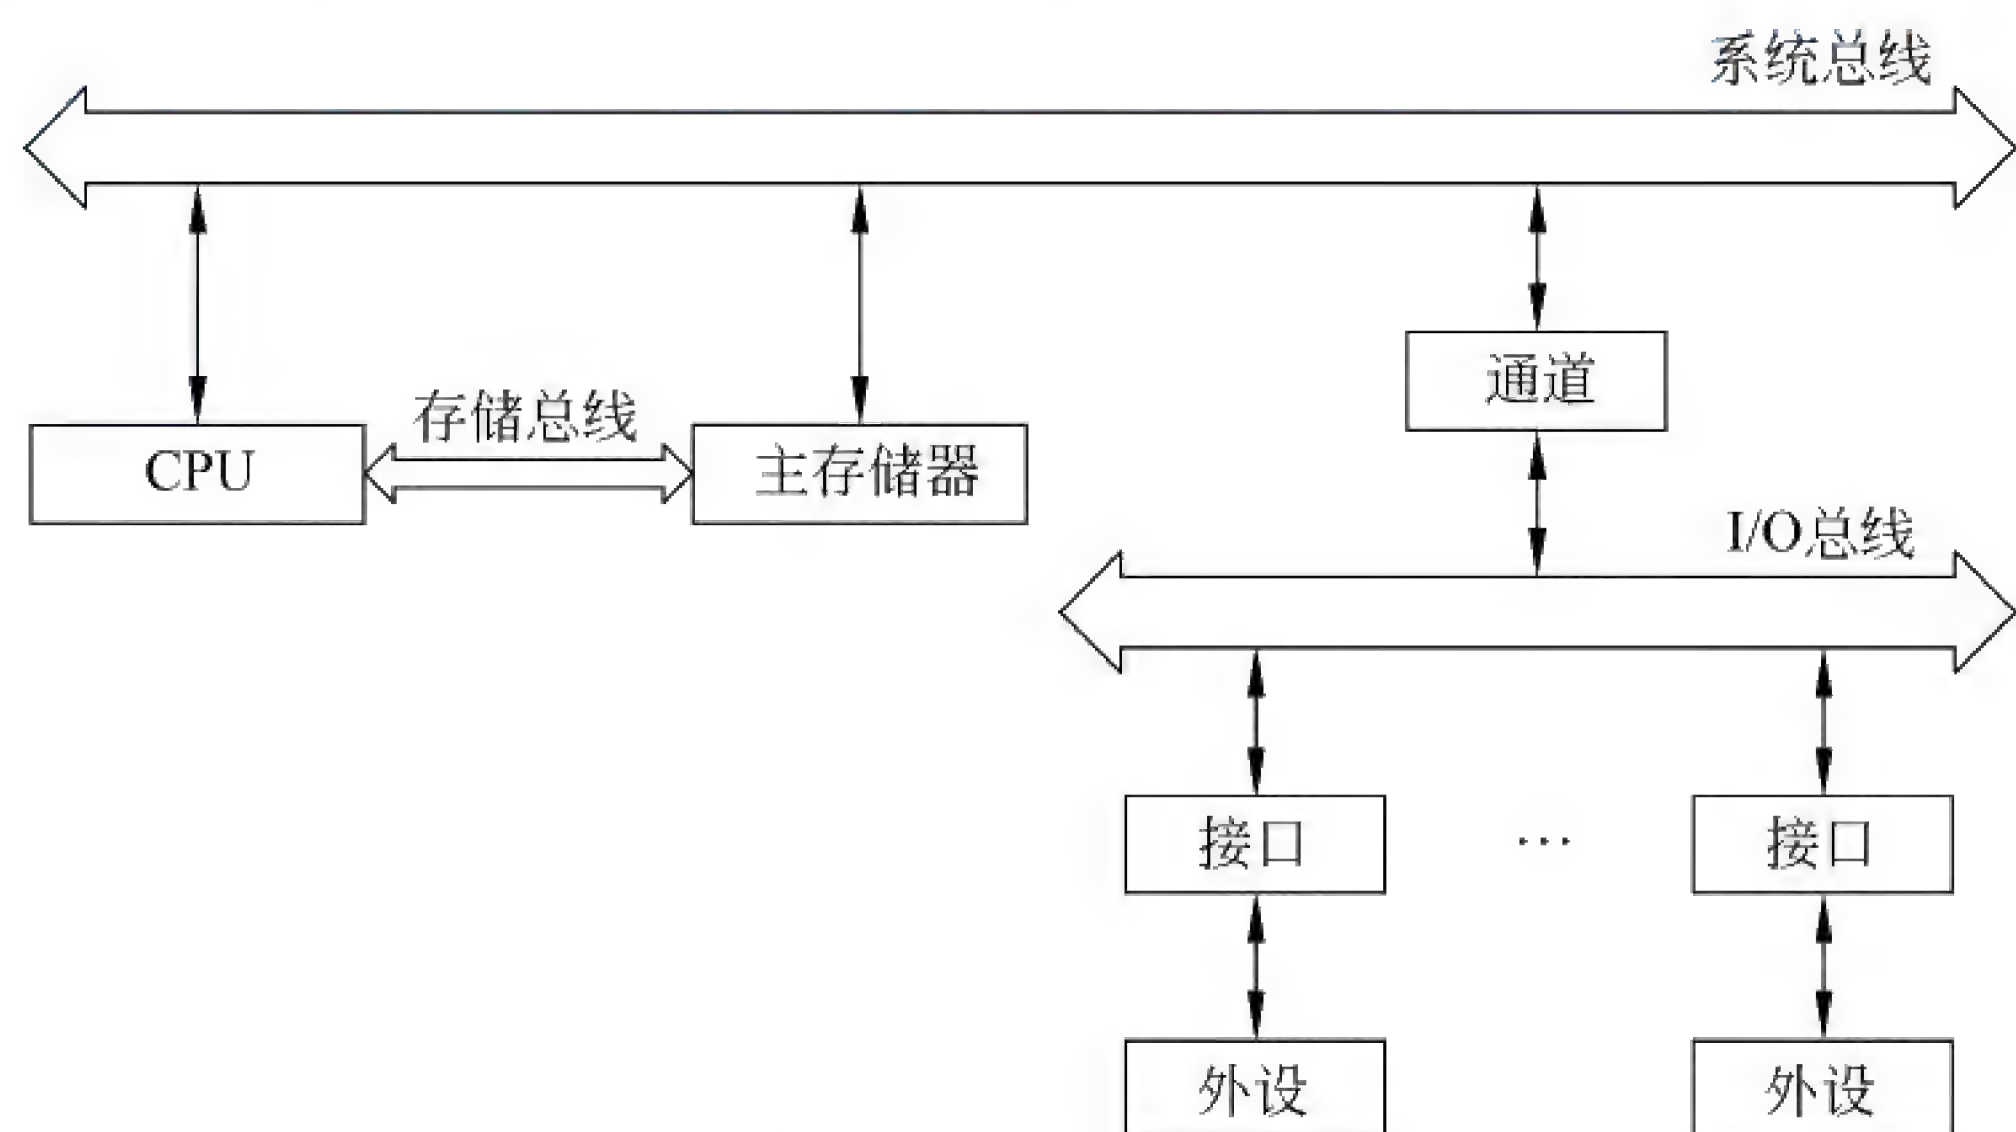 系统总线
通道
存储总线
CPU
主存储器
I/O总线
接口 … 接口
外设 外设